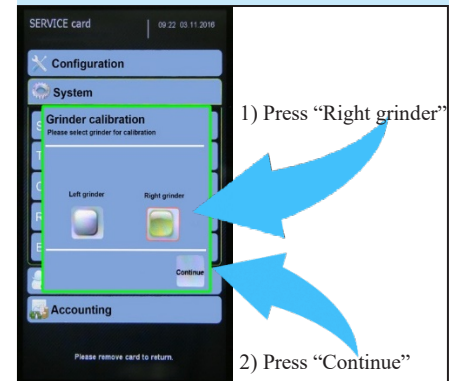 SERVICE card
09:22 03.11.2016
Configuration
System
Grinder calibration
Please select grinder for calibration
S
T
C
R
E
Left grinder
Right grinder
Continue
Accounting
Please remove card to return.
1) Press “Right grinder”
2) Press “Continue”